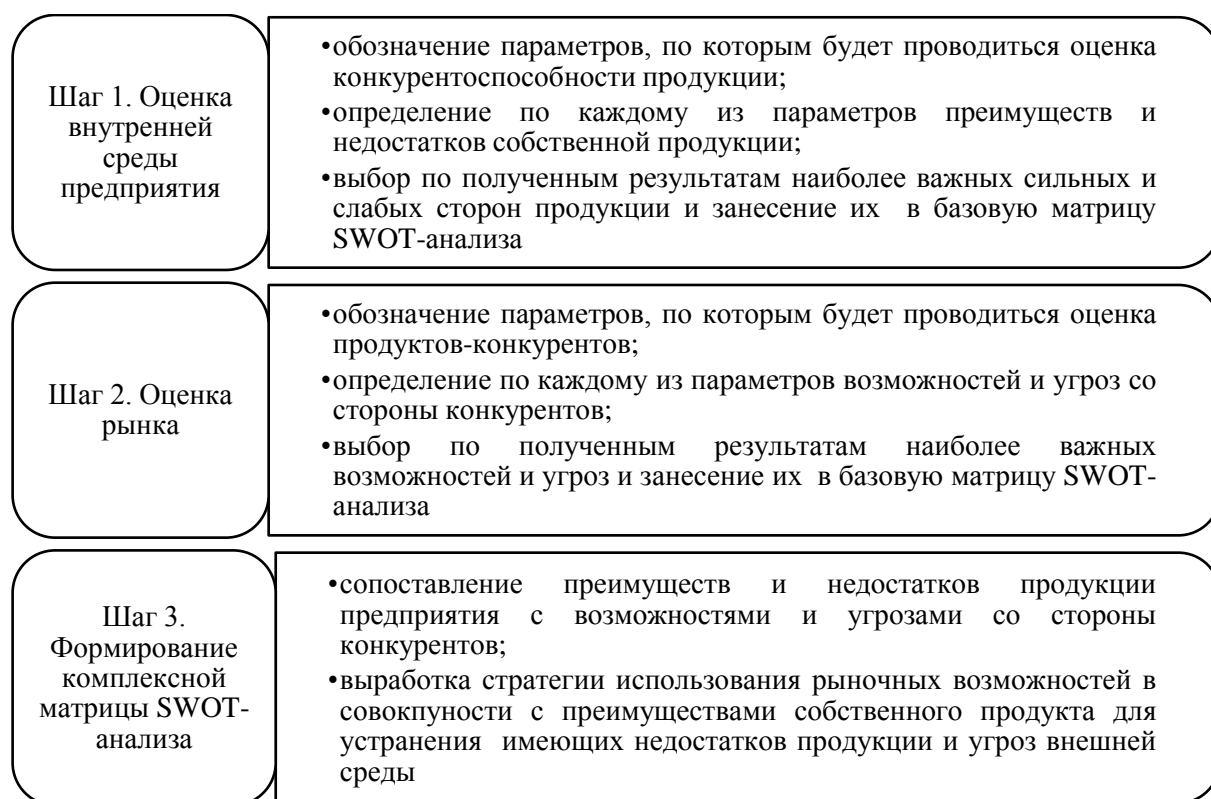 Шаг 1. Оценка
внутренней
среды
предприятия
•обозначение параметров, по которым будет проводиться оценка
конкурентоспособности продукции;
•определение по каждому из параметров преимуществ и
недостатков собственной продукции;
•выбор по полученным результатам наиболее важных сильных и
слабых сторон продукции и занесение их в базовую матрицу
SWOT-анализа
Шаг 2. Оценка
рынка
•обозначение параметров, по которым будет проводиться оценка
продуктов-конкурентов;
•определение по каждому из параметров возможностей и угроз со
стороны конкурентов;
•выбор по полученным результатам наиболее важных
возможностей и угроз и занесение их в базовую матрицу SWOT-
анализа
Шаг 3.
Формирование
комплексной
матрицы SWOT-
анализа
•сопоставление преимуществ и недостатков продукции
предприятия с возможностями и угрозами со стороны
конкурентов;
•выработка стратегии использования рыночных возможностей в
совокпуности с преимуществами собственного продукта для
устранения имеющих недостатков продукции и угроз внешней
среды